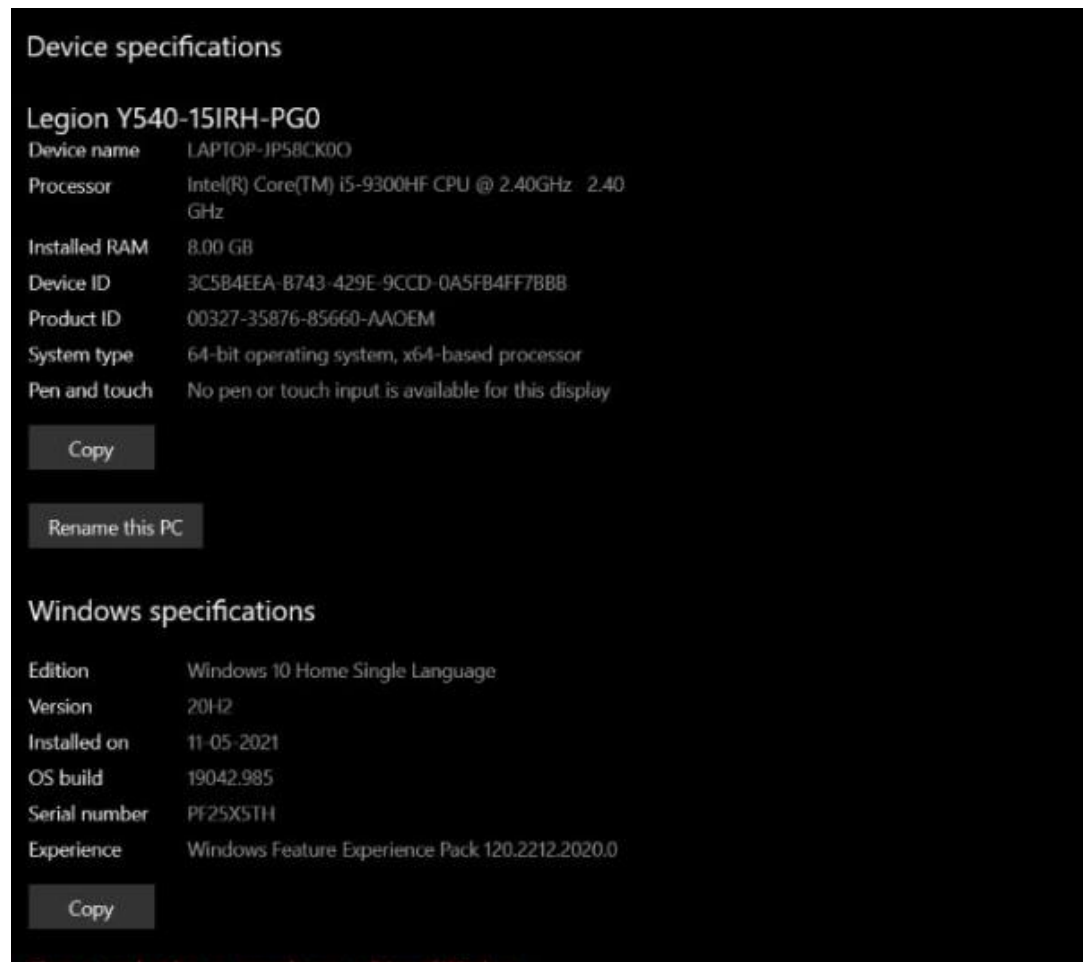 Device specifications
Legion Y540-15IRH-PG0
Device name LAPTOP-JP58CK0O
Processor Intel(R) Core(TM) i5-9300HF CPU @ 2.40GHz 2.40
GHz
Installed RAM 8.00 GB
Device ID 3C5B4EEA-B743-429E-9CCD-0A5FB4FF7BBB
Product ID 00327-35876-85660-AAOEM
System type 64-bit operating system, x64-based processor
Pen and touch No pen or touch input is available for this display
Copy
Rename this PC
Windows specifications
Edition Windows 10 Home Single Language
Version 20H2
Installed on 11-05-2021
OS build 19042.985
Serial number PF25X5TH
Experience Windows Feature Experience Pack 120.2212.2020.0
Copy